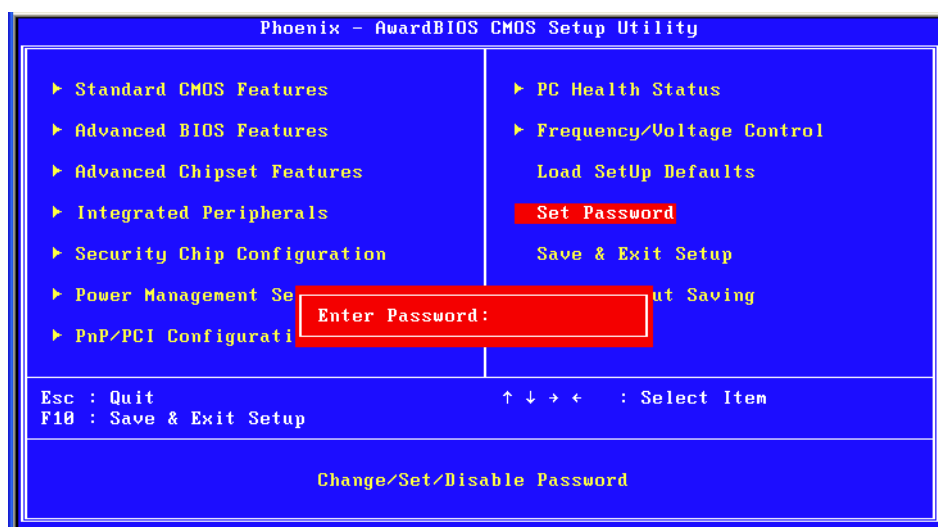 Phoenix - AwardBIOS CMOS Setup Utility
▶ Standard CMOS Features
▶ Advanced BIOS Features
▶ Advanced Chipset Features
▶ Integrated Peripherals
▶ Security Chip Configuration
▶ Power Management Se
▶ PnP/PCI Configurati
▶ PC Health Status
▶ Frequency/Voltage Control
Load SetUp Defaults
Set Password
Save & Exit Setup
ut Saving
Enter Password:
Esc : Quit
F10 : Save & Exit Setup
↑ ↓ → ← : Select Item
Change/Set/Disable Password